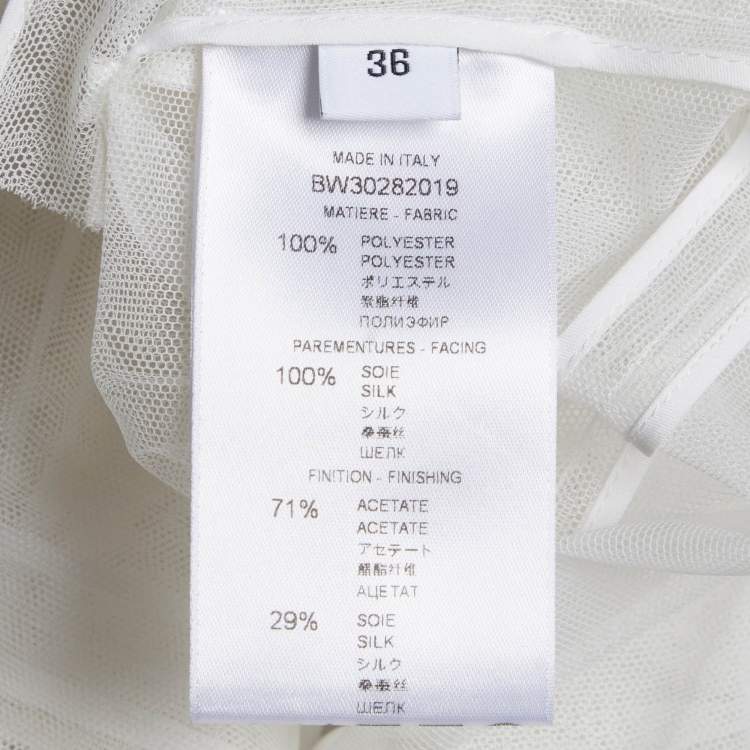 36
MADE IN ITALY
BW30282019
MATIERE - FABRIC
100% POLYESTER
POLYESTER
ポリエステル
聚酯纤维
ПОЛИЭФИР
PAREMENTURES - FACING
100% SOIE
SILK
シルク
桑蚕丝
ШЕЛК
FINITION - FINISHING
71% ACETATE
ACETATE
アセテート
醋酯纤维
АЦЕТАТ
29% SOIE
SILK
シルク
桑蚕丝
ШЕЛК